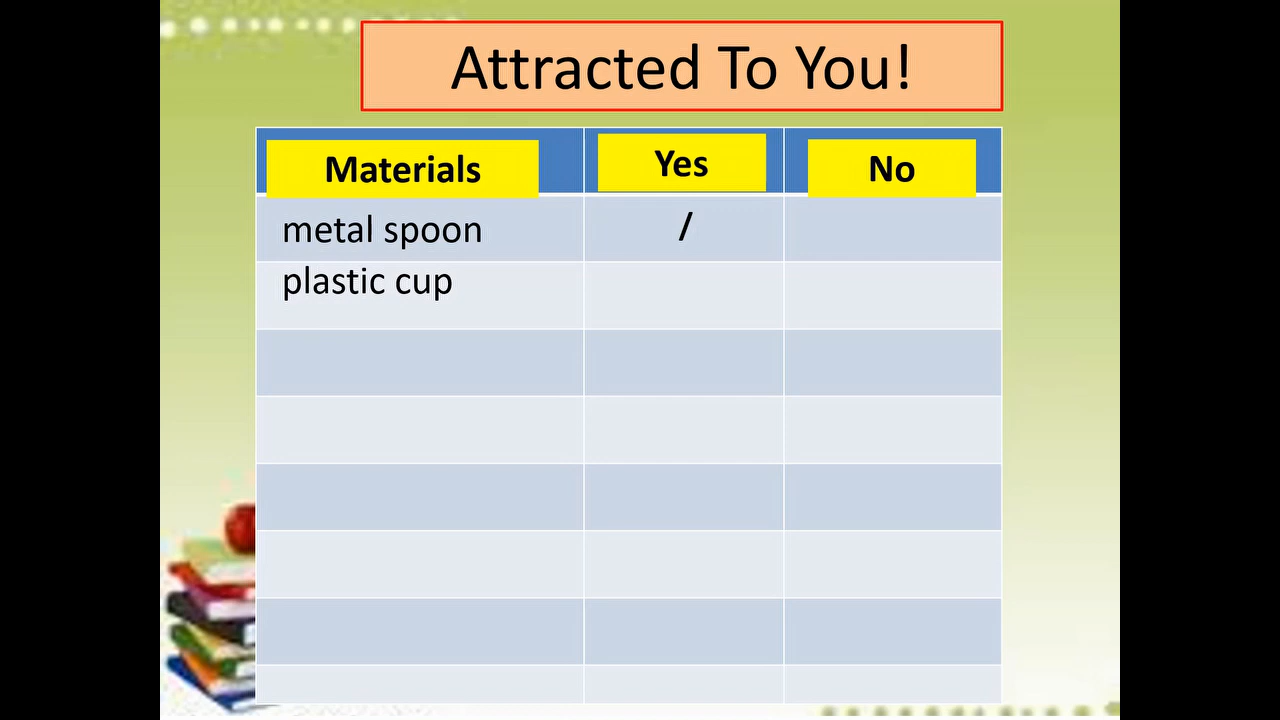 Attracted To You!
Materials Yes No
metal spoon /
plastic cup